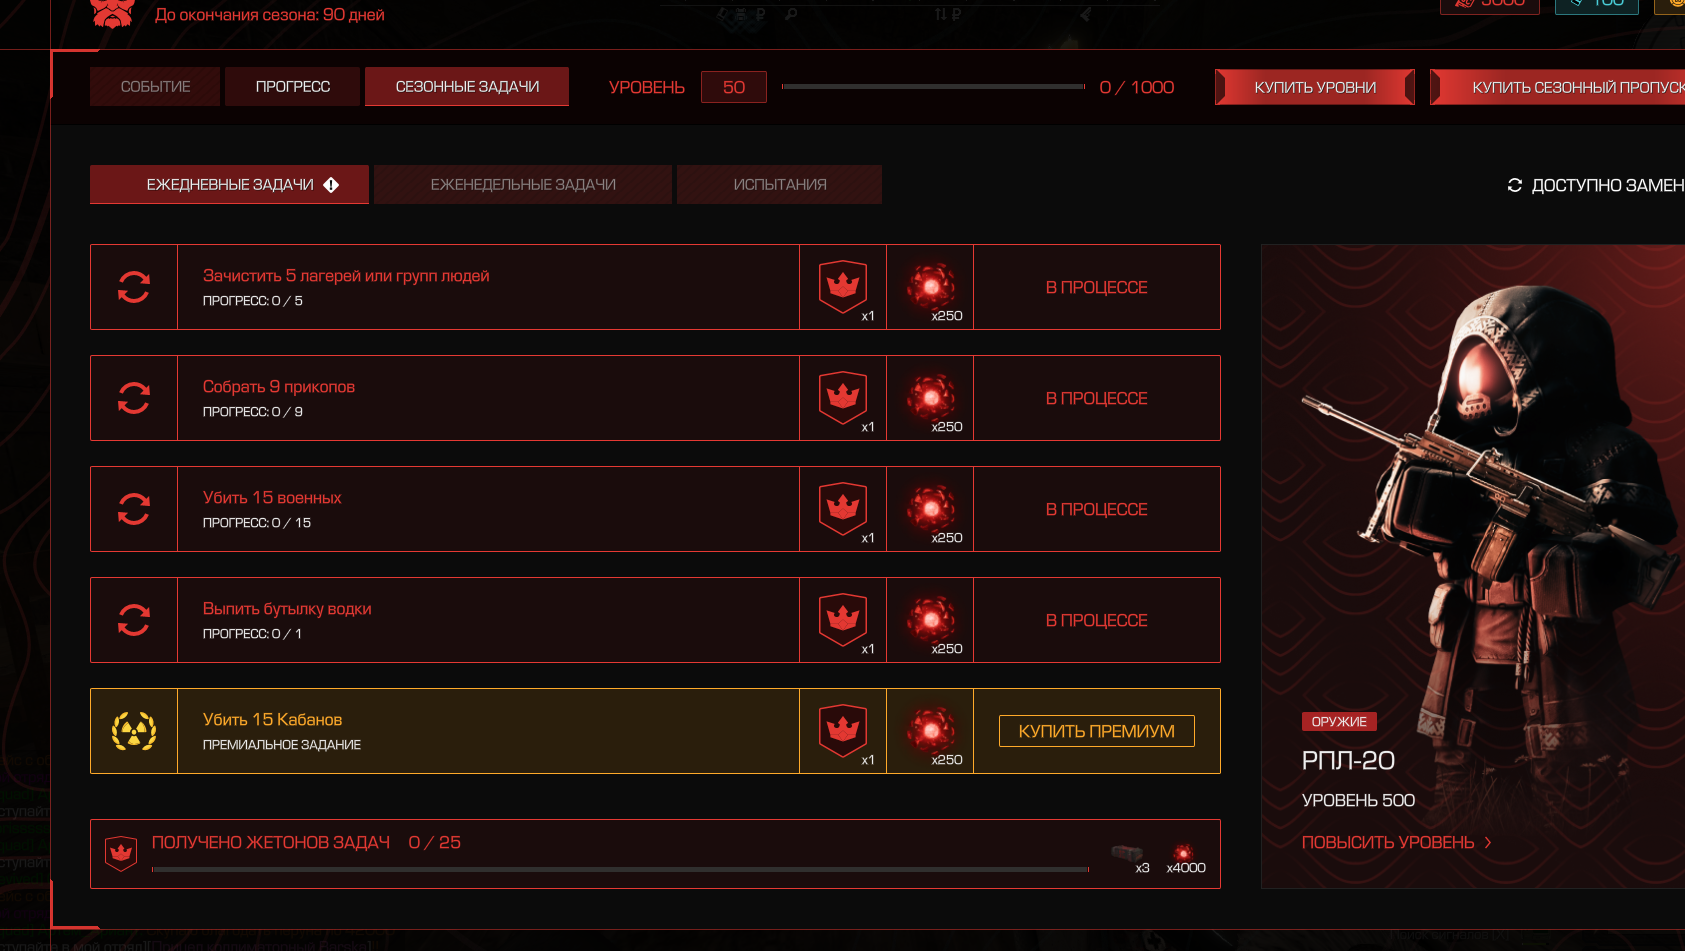 До окончания сезона: 90 дней
5000
100
СОБЫТИЕ
ПРОГРЕСС
СЕЗОННЫЕ ЗАДАЧИ
УРОВЕНЬ 50
0 / 1000
КУПИТЬ УРОВНИ
КУПИТЬ СЕЗОННЫЙ ПРОПУСК
ЕЖЕДНЕВНЫЕ ЗАДАЧИ
ЕЖЕНЕДЕЛЬНЫЕ ЗАДАЧИ
ИСПЫТАНИЯ
ДОСТУПНО ЗАМЕН
Зачистить 5 лагерей или групп людей
ПРОГРЕСС: 0 / 5
x1
x250
В ПРОЦЕССЕ
Собрать 9 прикопов
ПРОГРЕСС: 0 / 9
x1
x250
В ПРОЦЕССЕ
Убить 15 военных
ПРОГРЕСС: 0 / 15
x1
x250
В ПРОЦЕССЕ
Выпить бутылку водки
ПРОГРЕСС: 0 / 1
x1
x250
В ПРОЦЕССЕ
Убить 15 Кабанов
ПРЕМИАЛЬНОЕ ЗАДАНИЕ
x1
x250
КУПИТЬ ПРЕМИУМ
ПОЛУЧЕНО ЖЕТОНОВ ЗАДАЧ 0 / 25
x3
x4000
ОРУЖИЕ
РПЛ-20
УРОВЕНЬ 500
ПОВЫСИТЬ УРОВЕНЬ